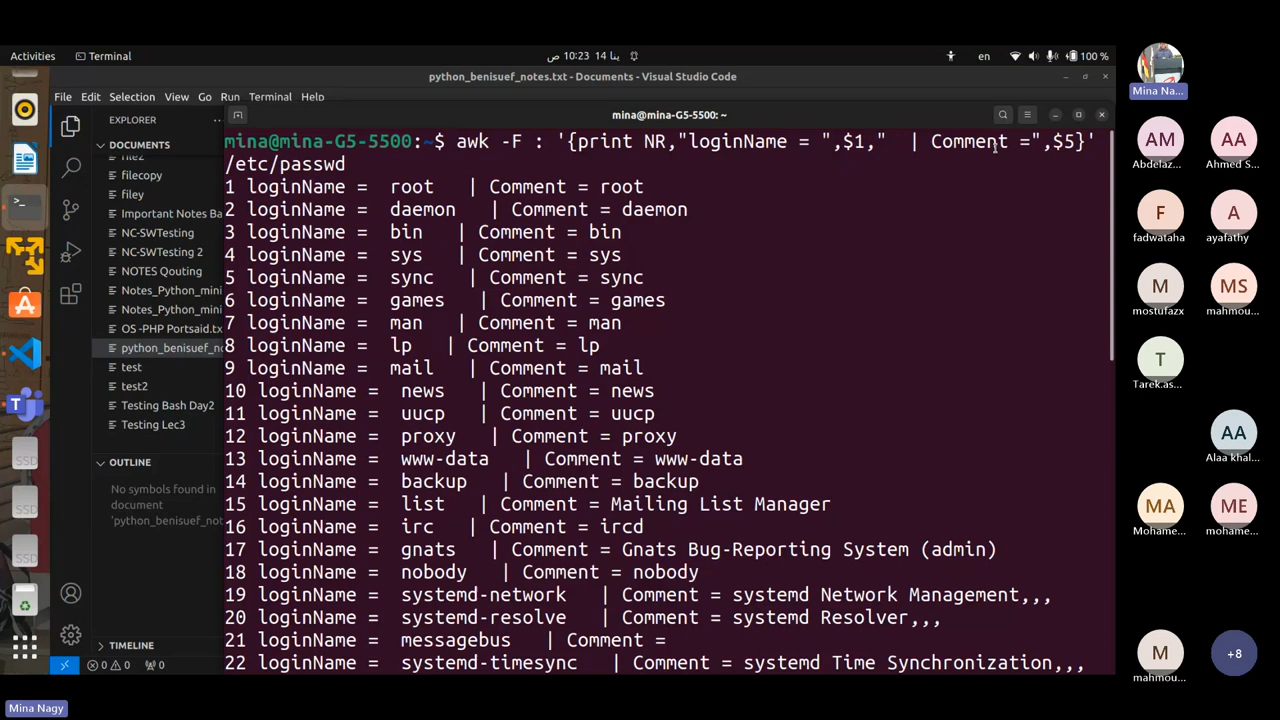 Activities
Terminal
ص 10:23 14 ينا
en
100 %
python_benisuef_notes.txt - Documents - Visual Studio Code
File Edit Selection View Go Run Terminal Help
EXPLORER
DOCUMENTS
file2
filecopy
filey
Important Notes Ba
NC-SWTesting
NC-SWTesting 2
NOTES Qouting
Notes_Python_mini
Notes_Python_mini
OS -PHP Portsaid.tx
python_benisuef_no
test
test2
Testing Bash Day2
Testing Lec3
OUTLINE
No symbols found in
document
'python_benisuef_not
TIMELINE
0 0 0
SSD
SSD
SSD
mina@mina-G5-5500: ~
mina@mina-G5-5500:~$ awk -F : '{print NR,"loginName = ",$1,"  | Comment =",$5}'
/etc/passwd
1 loginName =  root   | Comment = root
2 loginName =  daemon   | Comment = daemon
3 loginName =  bin   | Comment = bin
4 loginName =  sys   | Comment = sys
5 loginName =  sync   | Comment = sync
6 loginName =  games   | Comment = games
7 loginName =  man   | Comment = man
8 loginName =  lp   | Comment = lp
9 loginName =  mail   | Comment = mail
10 loginName =  news   | Comment = news
11 loginName =  uucp   | Comment = uucp
12 loginName =  proxy   | Comment = proxy
13 loginName =  www-data   | Comment = www-data
14 loginName =  backup   | Comment = backup
15 loginName =  list   | Comment = Mailing List Manager
16 loginName =  irc   | Comment = ircd
17 loginName =  gnats   | Comment = Gnats Bug-Reporting System (admin)
18 loginName =  nobody   | Comment = nobody
19 loginName =  systemd-network   | Comment = systemd Network Management,,,
20 loginName =  systemd-resolve   | Comment = systemd Resolver,,,
21 loginName =  messagebus   | Comment =
22 loginName =  systemd-timesync   | Comment = systemd Time Synchronization,,,
Mina Na...
AM
Abdelaz...
AA
Ahmed S...
F
fadwataha
A
ayafathy
M
mostufazx
MS
mahmou...
T
Tarek.as...
AA
Alaa khal...
MA
Mohame...
ME
mohame...
M
mahmou...
+8
Mina Nagy